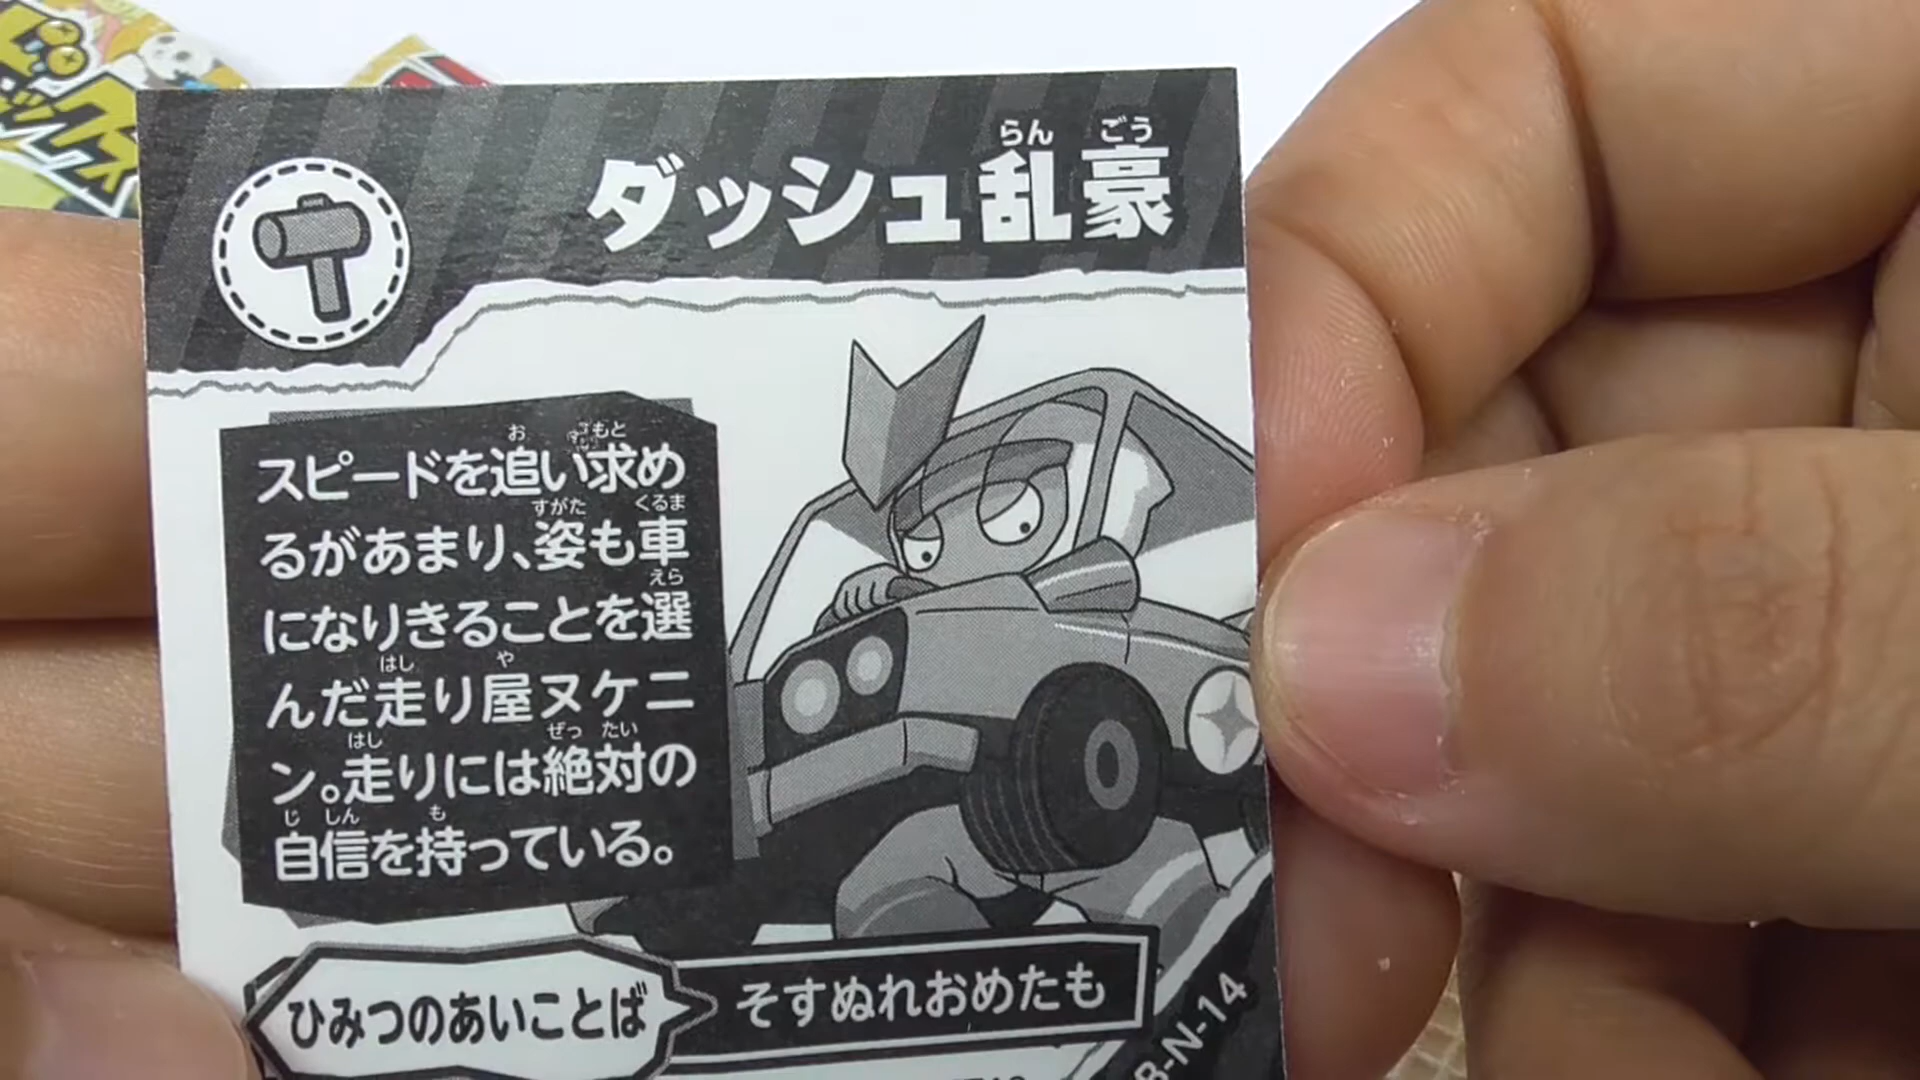 らん ごう
ダッシュ乱豪
お もと
スピードを追い求め
すがた くるま
るがあまり、姿も車
えら
になりきることを選
はし や
んだ走り屋ヌケニ
はし ぜっ たい
ン。走りには絶対の
じ しん も
自信を持っている。
ひみつのあいことば
そすぬれおめたも
B-N-14